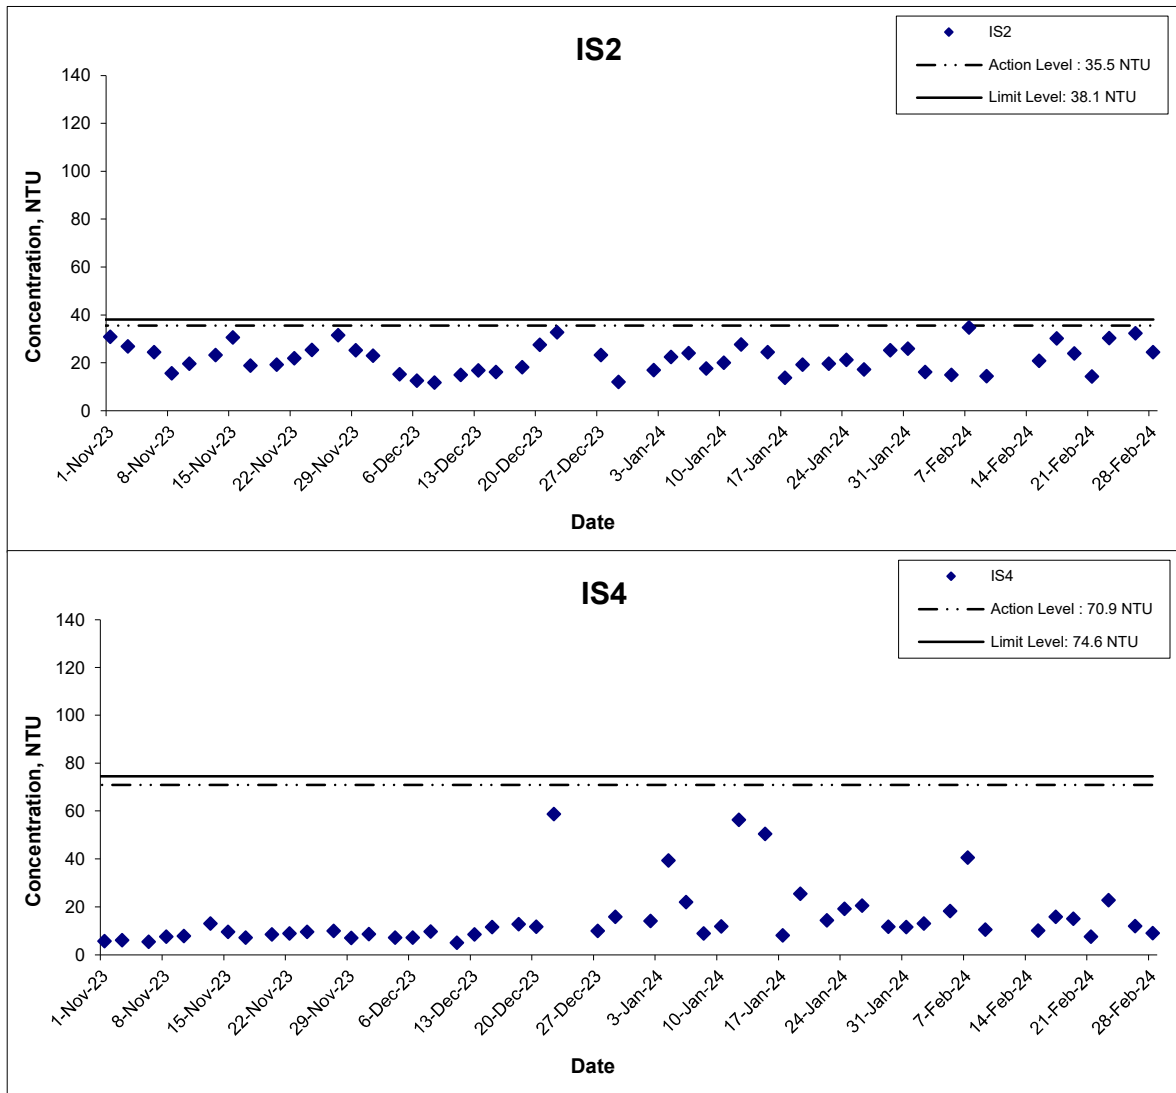 IS2
IS2
Action Level : 35.5 NTU
Limit Level: 38.1 NTU
Concentration, NTU
140
120
100
80
60
40
20
0
1-Nov-23
8-Nov-23
15-Nov-23
22-Nov-23
29-Nov-23
6-Dec-23
13-Dec-23
20-Dec-23
27-Dec-23
3-Jan-24
10-Jan-24
17-Jan-24
24-Jan-24
31-Jan-24
7-Feb-24
14-Feb-24
21-Feb-24
28-Feb-24
Date
IS4
IS4
Action Level : 70.9 NTU
Limit Level: 74.6 NTU
Concentration, NTU
140
120
100
80
60
40
20
0
1-Nov-23
8-Nov-23
15-Nov-23
22-Nov-23
29-Nov-23
6-Dec-23
13-Dec-23
20-Dec-23
27-Dec-23
3-Jan-24
10-Jan-24
17-Jan-24
24-Jan-24
31-Jan-24
7-Feb-24
14-Feb-24
21-Feb-24
28-Feb-24
Date